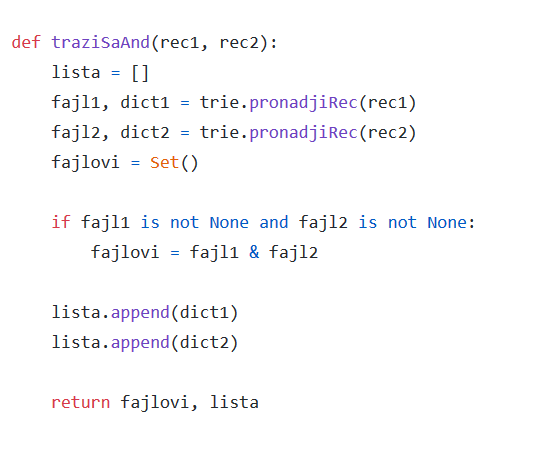 def traziSaAnd(rec1, rec2):
    lista = []
    fajl1, dict1 = trie.pronadjiRec(rec1)
    fajl2, dict2 = trie.pronadjiRec(rec2)
    fajlovi = Set()
    if fajl1 is not None and fajl2 is not None:
        fajlovi = fajl1 & fajl2
    lista.append(dict1)
    lista.append(dict2)
    return fajlovi, lista